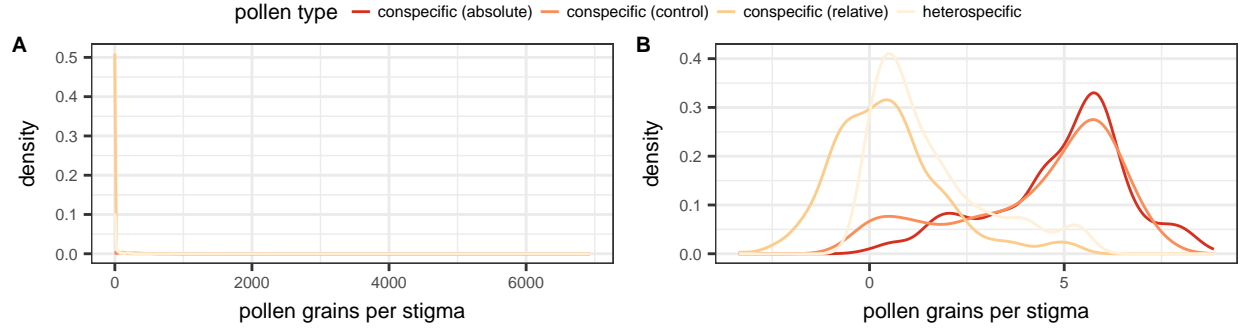 pollen type conspecific (absolute) conspecific (control) conspecific (relative) heterospecific
A
0.5
0.4
0.3
0.2
0.1
0.0
density
0 2000 4000 6000
pollen grains per stigma
B
0.4
0.3
0.2
0.1
0.0
density
0 5
pollen grains per stigma